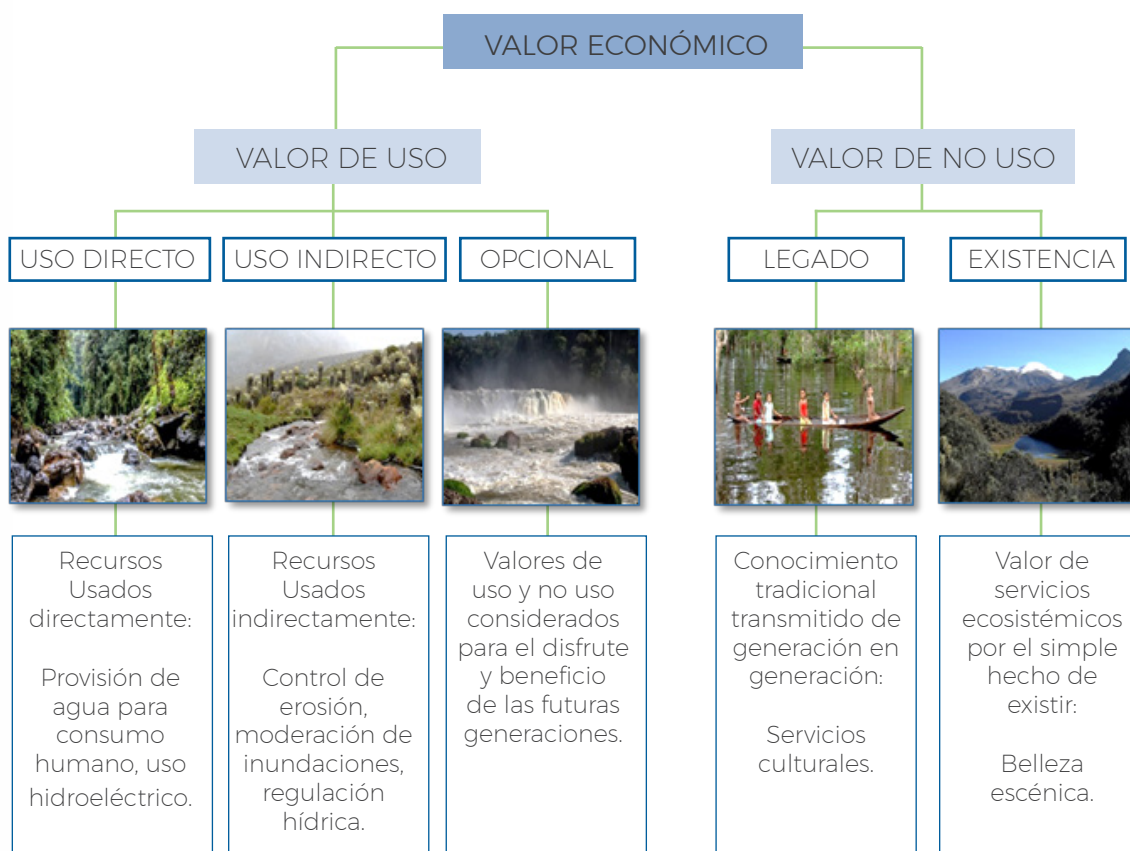 VALOR ECONÓMICO
VALOR DE USO
VALOR DE NO USO
USO DIRECTO
USO INDIRECTO
OPCIONAL
LEGADO
EXISTENCIA
Recursos
Usados
directamente:
Provisión de
agua para
consumo
humano, uso
hidroeléctrico.
Recursos
Usados
indirectamente:
Control de
erosión,
moderación de
inundaciones,
regulación
hídrica.
Valores de
uso y no uso
considerados
para el disfrute
y beneficio
de las futuras
generaciones.
Conocimiento
tradicional
transmitido de
generación en
generación:
Servicios
culturales.
Valor de
servicios
ecosistémicos
por el simple
hecho de
existir:
Belleza
escénica.